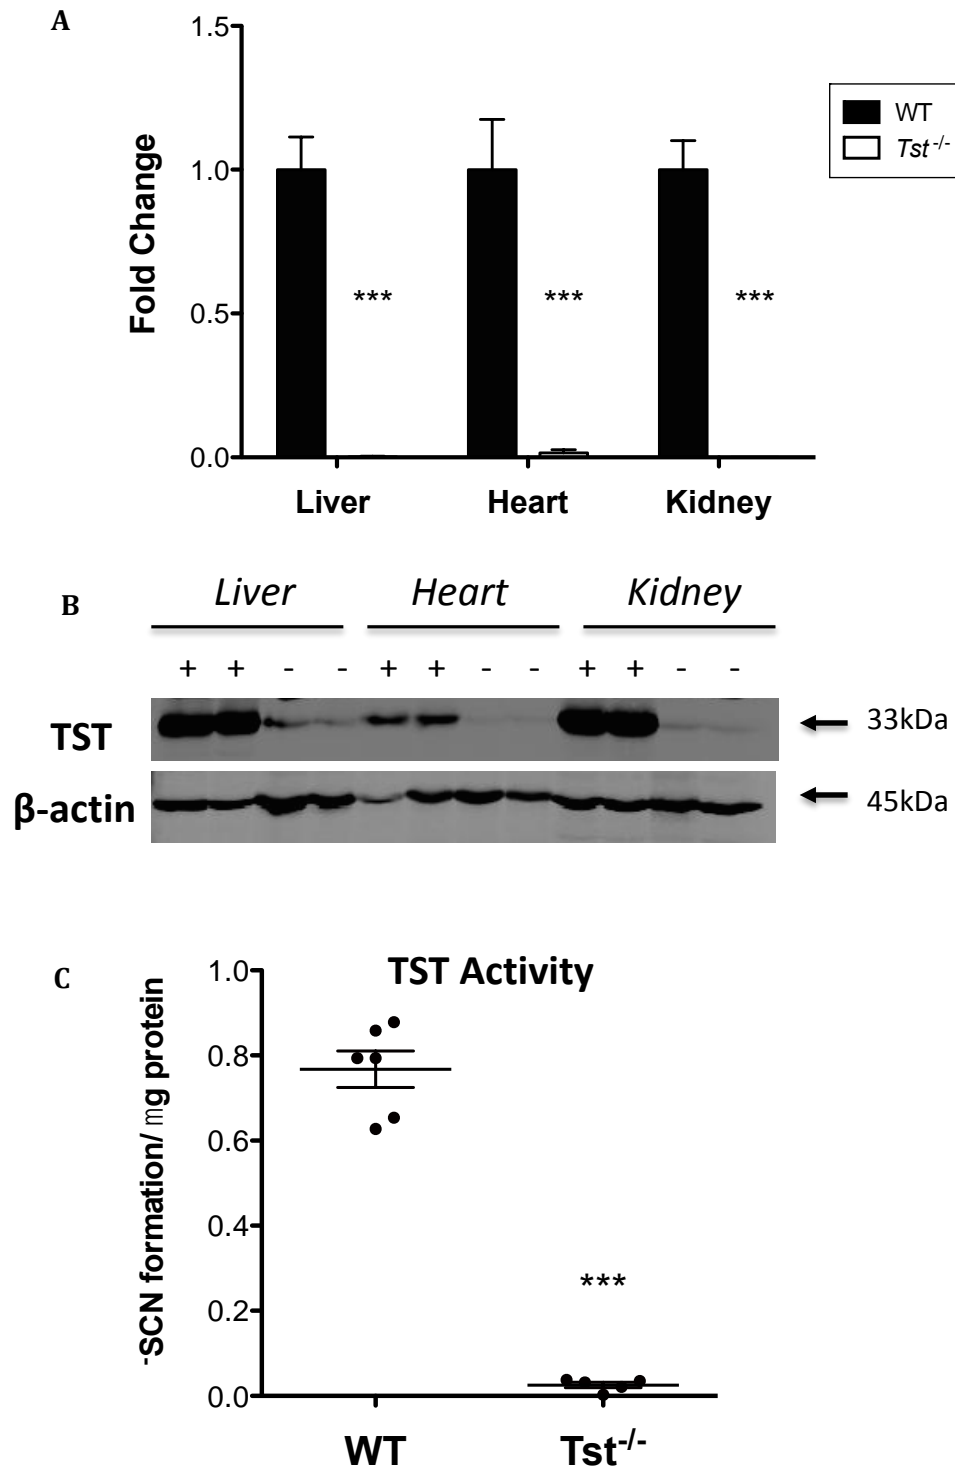 A
1.5
1.0
0.5
0.0
Fold Change
WT
Tst-/-
*** *** ***
Liver Heart Kidney
B
Liver Heart Kidney
+ + - - + + - - + + - -
TST
33kDa
β-actin
45kDa
C
TST Activity
1.0
0.8
0.6
0.4
0.2
0.0
-SCN formation/ mg protein
***
WT Tst-/-